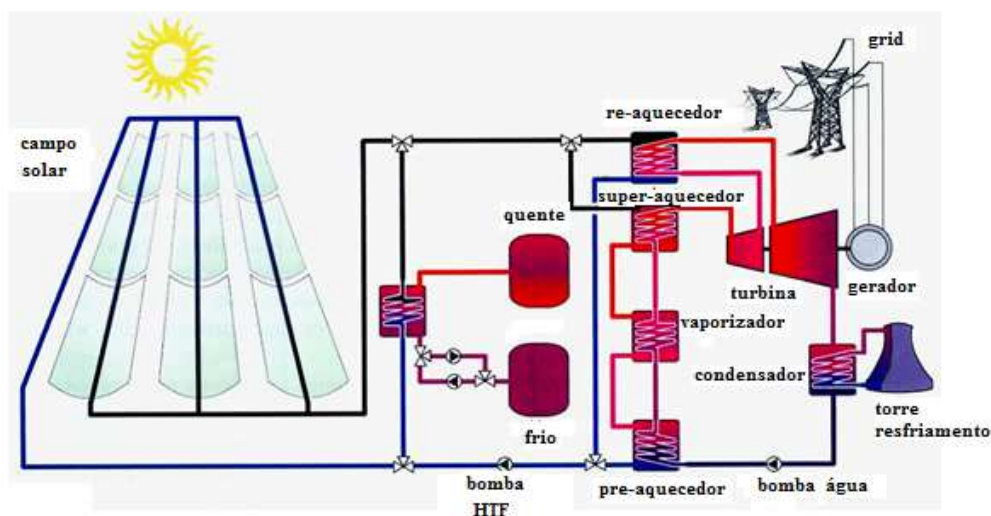 grid
re-aquecedor
campo
solar
super-aquecedor
quente
turbina
gerador
vaporizador
condensador
torre
resfriamento
frio
bomba
HTF
pre-aquecedor
bomba água